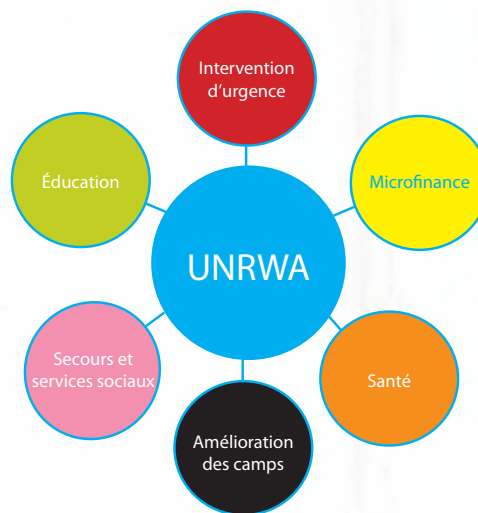 Intervention
d'urgence
Éducation
Microfinance
UNRWA
Secours et
services sociaux
Santé
Amélioration
des camps